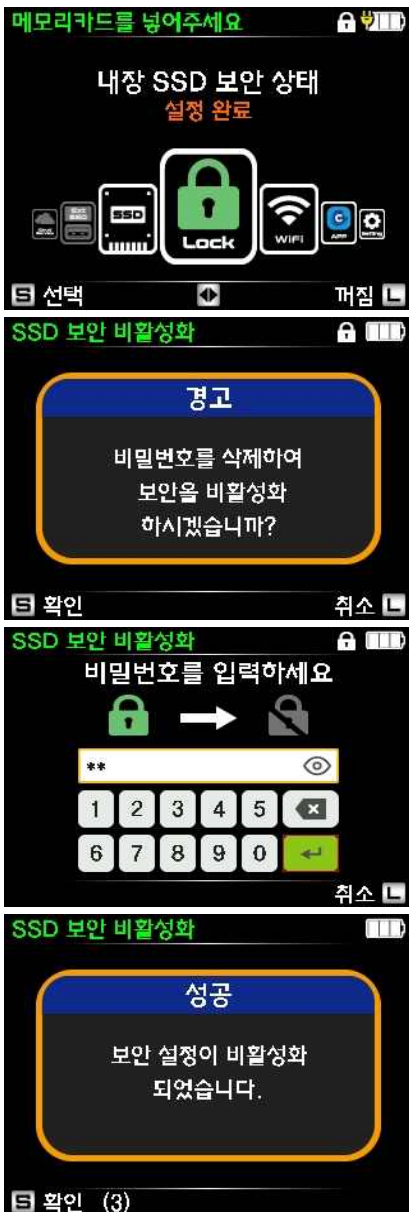 메모리카드를 넣어주세요
내장 SSD 보안 상태
설정 완료
SSD
Lock
WiFi
C
APP
Setting
S 선택
꺼짐 L
SSD 보안 비활성화
경고
비밀번호를 삭제하여
보안을 비활성화
하시겠습니까?
S 확인
취소 L
SSD 보안 비활성화
비밀번호를 입력하세요
**
1 2 3 4 5
6 7 8 9 0
취소 L
SSD 보안 비활성화
성공
보안 설정이 비활성화
되었습니다.
S 확인 (3)